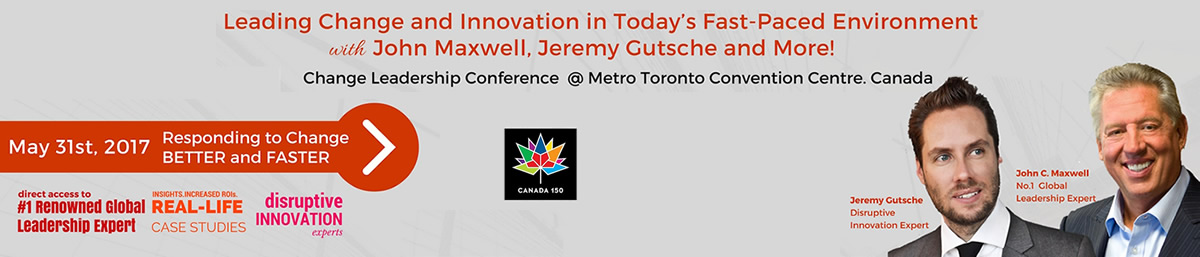 Leading Change and Innovation in Today's Fast-Paced Environment
with John Maxwell, Jeremy Gutsche and More!
Change Leadership Conference @ Metro Toronto Convention Centre. Canada
May 31st, 2017
Responding to Change
BETTER and FASTER
direct access to
#1 Renowned Global
Leadership Expert
INSIGHTS.INCREASED ROIs.
REAL-LIFE
CASE STUDIES
disruptive
INNOVATION
experts
CANADA 150
Jeremy Gutsche
Disruptive
Innovation Expert
John C. Maxwell
No.1 Global
Leadership Expert